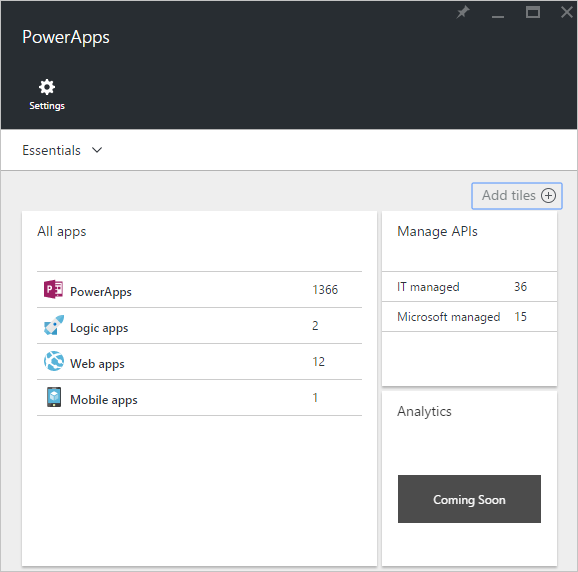 PowerApps
Settings
Essentials
Add tiles
All apps
PowerApps 1366
Logic apps 2
Web apps 12
Mobile apps 1
Manage APIs
IT managed 36
Microsoft managed 15
Analytics
Coming Soon